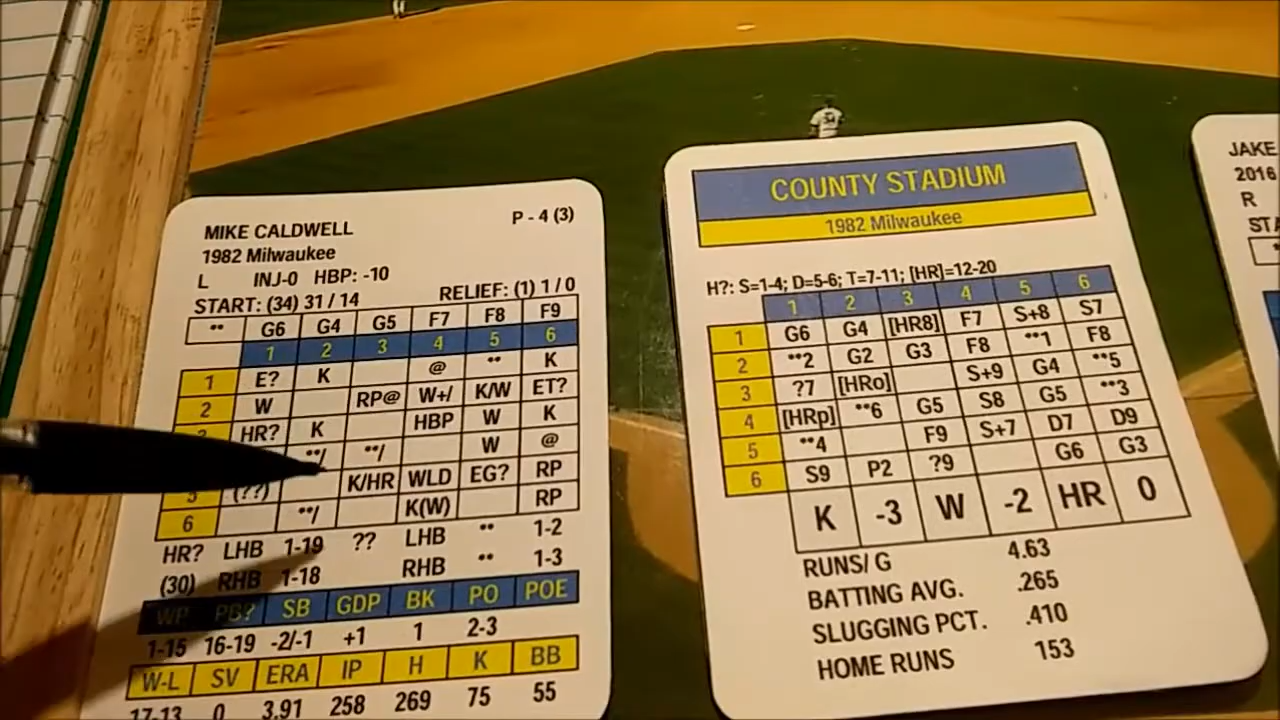 MIKE CALDWELL P - 4 (3)
1982 Milwaukee
L INJ-0 HBP: -10
START: (34) 31 / 14 RELIEF: (1) 1 / 0
** G6 G4 G5 F7 F8 F9
1 2 3 4 5 6
1 E? K @ ** K
2 W RP@ W+/ K/W ET?
HR? K HBP W K
**/ **/ W @
(??) K/HR WLD EG? RP
6 **/ K(W) RP
HR? LHB 1-19 ?? LHB ** 1-2
(30) RHB 1-18 RHB ** 1-3
WP PB? SB GDP BK PO POE
1-15 16-19 -2/-1 +1 1 2-3
W-L SV ERA IP H K BB
17-13 0 3.91 258 269 75 55
COUNTY STADIUM
1982 Milwaukee
H?: S=1-4; D=5-6; T=7-11; [HR]=12-20
1 2 3 4 5 6
1 G6 G4 [HR8] F7 S+8 S7
2 **2 G2 G3 F8 **1 F8
3 ?7 [HRo] S+9 G4 **5
4 [HRp] **6 G5 S8 G5 **3
5 **4 F9 S+7 D7 D9
6 S9 P2 ?9 G6 G3
K -3 W -2 HR 0
RUNS/ G 4.63
BATTING AVG. .265
SLUGGING PCT. .410
HOME RUNS 153
JAKE
2016
R